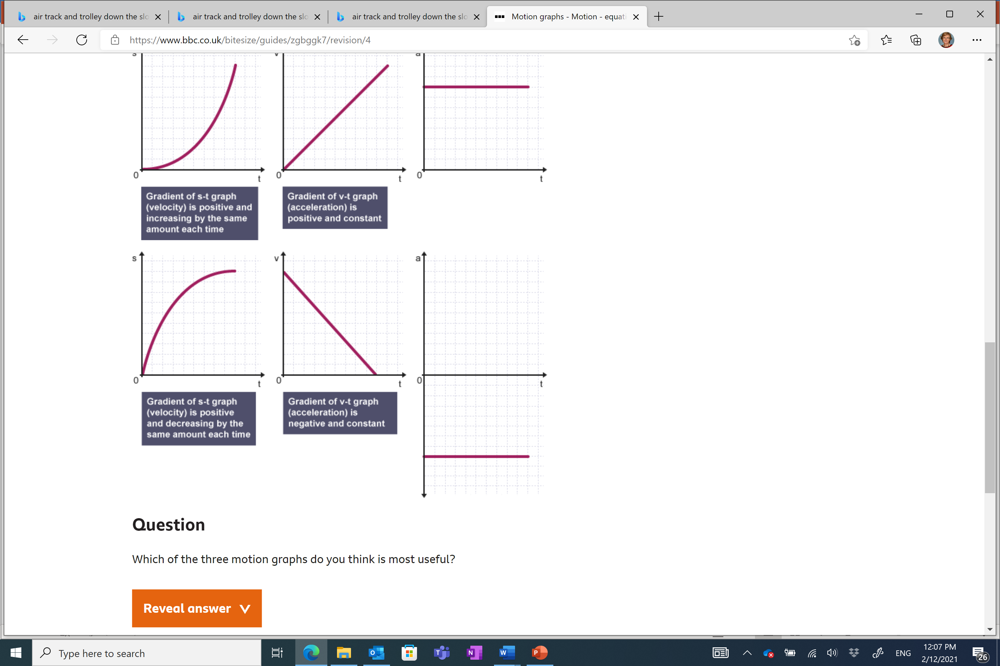 air track and trolley down the slo
air track and trolley down the slo
air track and trolley down the slo
Motion graphs - Motion - equati
https://www.bbc.co.uk/bitesize/guides/zgbggk7/revision/4
s
v
a
0
t
0
t
0
t
Gradient of s-t graph
(velocity) is positive and
increasing by the same
amount each time
Gradient of v-t graph
(acceleration) is
positive and constant
s
v
a
0
t
0
t
0
t
Gradient of s-t graph
(velocity) is positive
and decreasing by the
same amount each time
Gradient of v-t graph
(acceleration) is
negative and constant
Question
Which of the three motion graphs do you think is most useful?
Reveal answer
Type here to search
ENG
12:07 PM
2/12/2021
26